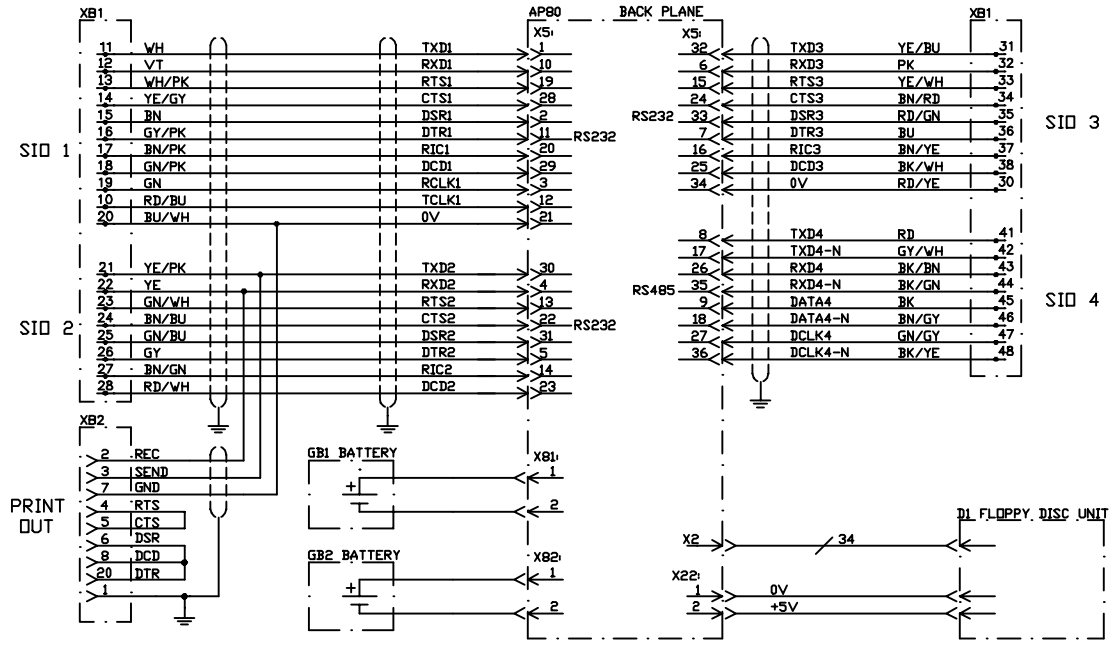 XB1 AP80 BACK PLANE XB1
X5: X5:
11 WH TXD1 1 32 TXD3 YE/BU 31
12 VT RXD1 10 6 RXD3 PK 32
13 WH/PK RTS1 19 15 RTS3 YE/WH 33
14 YE/GY CTS1 28 24 CTS3 BN/RD 34
15 BN DSR1 2 RS232 33 DSR3 RD/GN 35
16 GY/PK DTR1 11 RS232 7 DTR3 BU 36 SIO 3
SIO 1 17 BN/PK RIC1 20 16 RIC3 BN/YE 37
18 GN/PK DCD1 29 25 DCD3 BK/WH 38
19 GN RCLK1 3 34 0V RD/YE 30
10 RD/BU TCLK1 12
20 BU/WH 0V 21
8 TXD4 RD 41
17 TXD4-N GY/WH 42
21 YE/PK TXD2 30 26 RXD4 BK/BN 43
22 YE RXD2 4 RS485 35 RXD4-N BK/GN 44
23 GN/WH RTS2 13 9 DATA4 BK 45 SIO 4
SIO 2 24 BN/BU CTS2 22 RS232 18 DATA4-N BN/GY 46
25 GN/BU DSR2 31 27 DCLK4 GN/GY 47
26 GY DTR2 5 36 DCLK4-N BK/YE 48
27 BN/GN RIC2 14
28 RD/WH DCD2 23
XB2
2 REC GB1 BATTERY X81:
3 SEND 1
7 GND +
PRINT OUT 4 RTS 2
5 CTS D1 FLOPPY DISC UNIT
6 DSR X2 34
8 DCD GB2 BATTERY X82:
20 DTR 1 X22:
1 + 1 0V
2 2 +5V